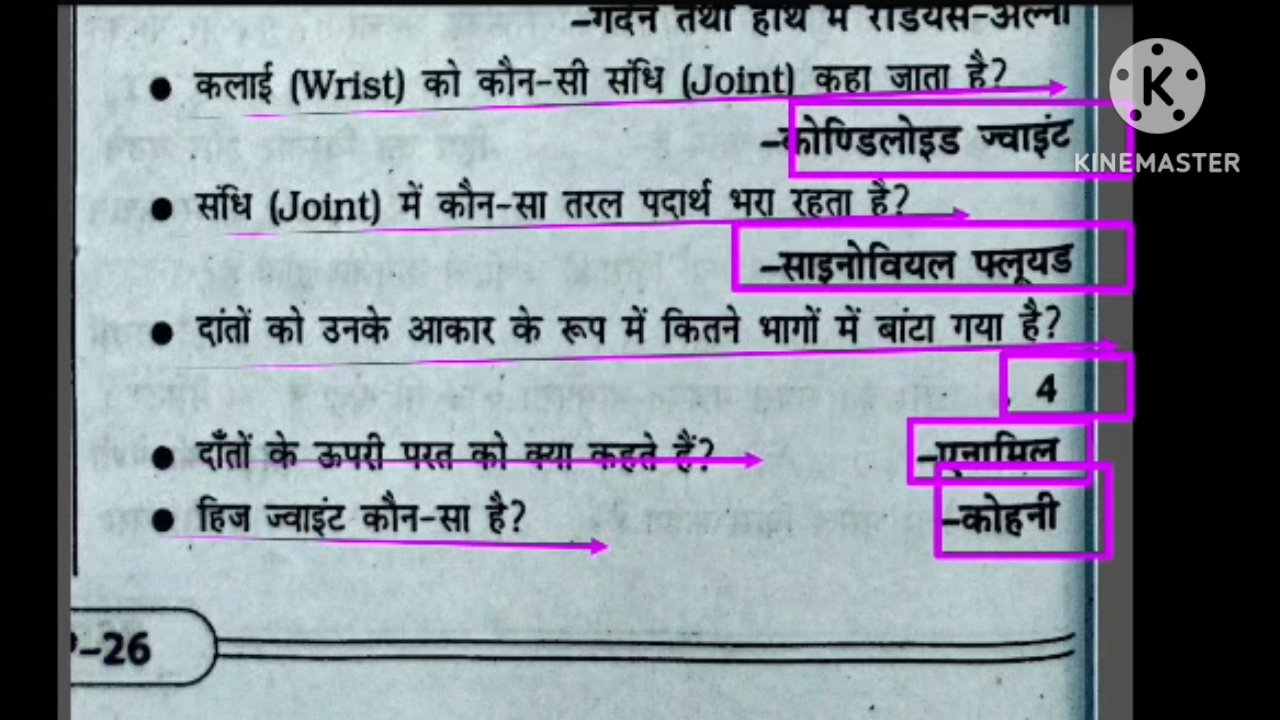 –गर्दन तथा हाथ में रेडियस-अल्ना
● कलाई (Wrist) को कौन-सी संधि (Joint) कहा जाता है?
–कोण्डिलोइड ज्वाइंट
K
KINEMASTER
● संधि (Joint) में कौन-सा तरल पदार्थ भरा रहता है?
–साइनोवियल फ्लूयड
● दांतों को उनके आकार के रूप में कितने भागों में बांटा गया है?
4
● दाँतों के ऊपरी परत को क्या कहते हैं? –एनामिल
● हिज ज्वाइंट कौन-सा है? –कोहनी
–26